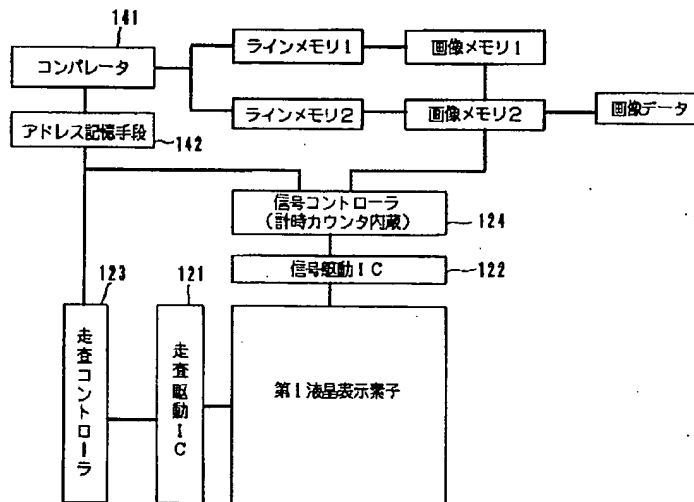 141
コンパレータ
ラインメモリ1
画像メモリ1
ラインメモリ2
画像メモリ2
画像データ
アドレス記憶手段
142
信号コントローラ
(計時カウンタ内蔵)
124
信号駆動IC
122
123
121
走査コントローラ
走査駆動IC
第1液晶表示素子